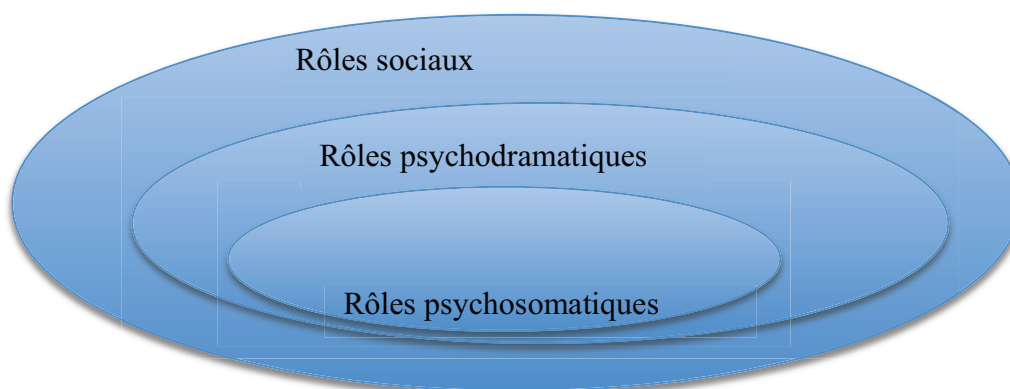 Rôles sociaux
Rôles psychodramatiques
Rôles psychosomatiques